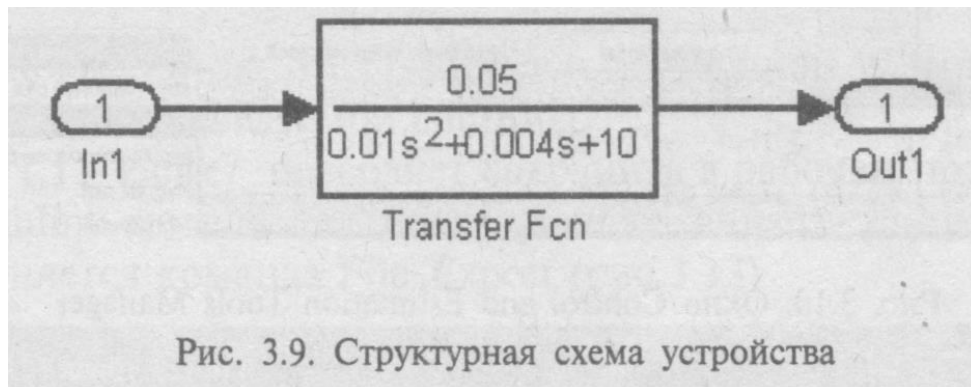 0.05
1
0.01s²+0.004s+10
1
In1
Out1
Transfer Fcn
Рис. 3.9. Структурная схема устройства